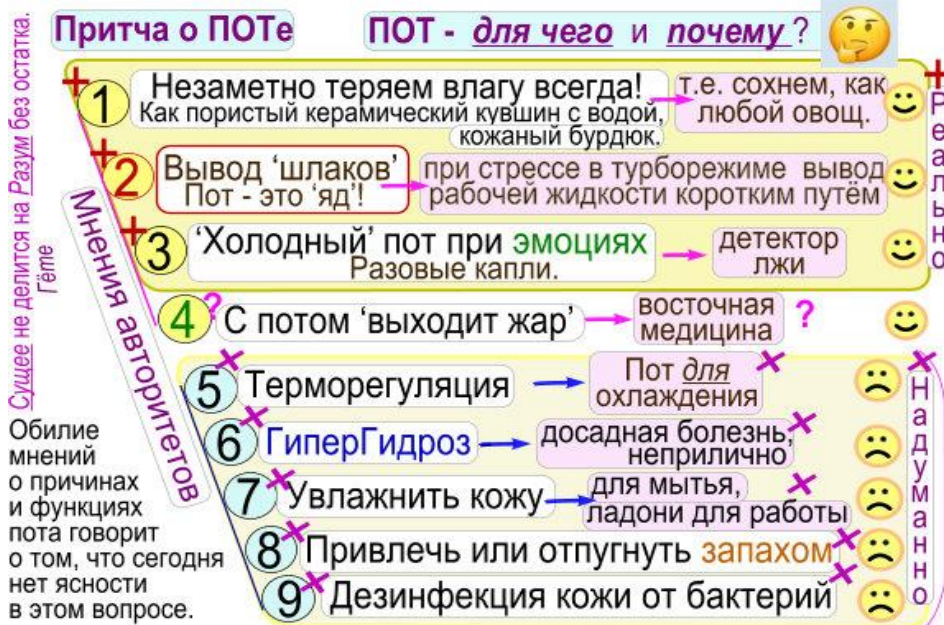 Притча о ПОТе
ПОТ - для чего и почему ?
Сущее не делится на Разум без остатка.
Гёте
Мнения авторитетов
+
1
Незаметно теряем влагу всегда!
Как пористый керамический кувшин с водой,
кожаный бурдюк.
т.е. сохнем, как
любой овощ.
+
2
Вывод ‘шлаков’
Пот - это ‘яд’!
при стрессе в турборежиме вывод
рабочей жидкости коротким путём
+
3
‘Холодный’ пот при эмоциях
Разовые капли.
детектор
лжи
+
Реально
4
?
С потом ‘выходит жар’
восточная
медицина
?
5
Терморегуляция
Пот для
охлаждения
6
ГиперГидроз
досадная болезнь,
неприлично
7
Увлажнить кожу
для мытья,
ладони для работы
8
Привлечь или отпугнуть запахом
9
Дезинфекция кожи от бактерий
Надуманно
Обилие
мнений
о причинах
и функциях
пота говорит
о том, что сегодня
нет ясности
в этом вопросе.